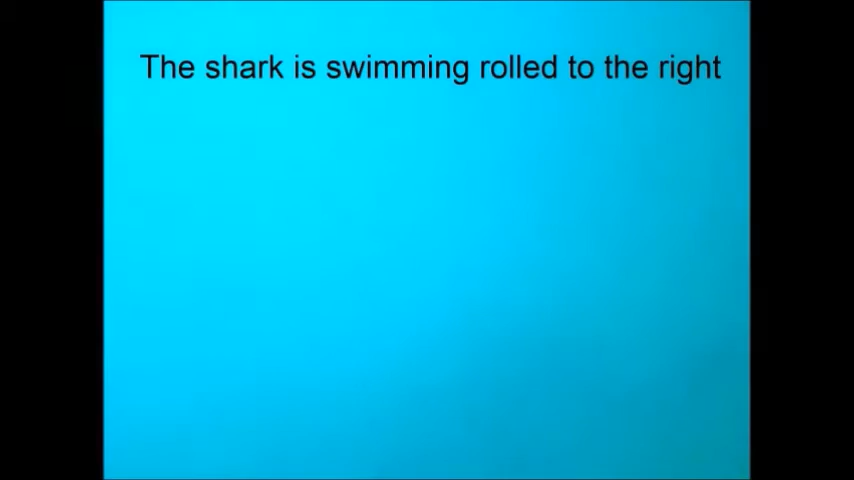 The shark is swimming rolled to the right